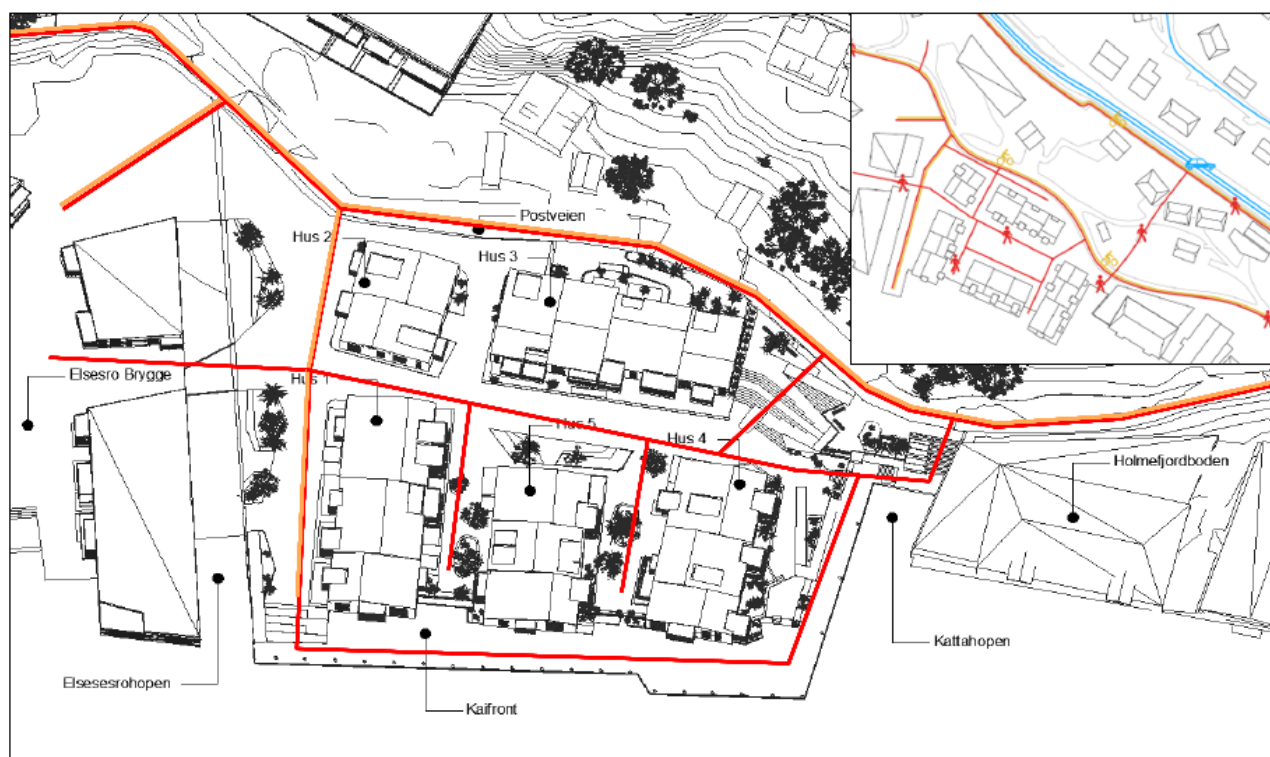 Postveien
Hus 2
Hus 3
Elsesro Brygge
Hus 1
Hus 5
Hus 4
Holmefjordboden
Kattahopen
Elsesesrohopen
Kaifront